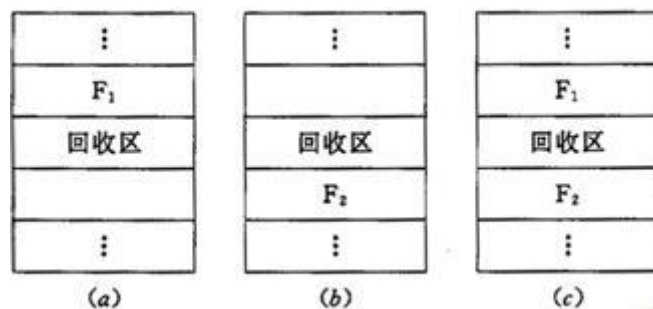 ⋮ ⋮ ⋮
F₁ F₁
回收区 回收区 回收区
F₂ F₂
⋮ ⋮ ⋮
(a) (b) (c)